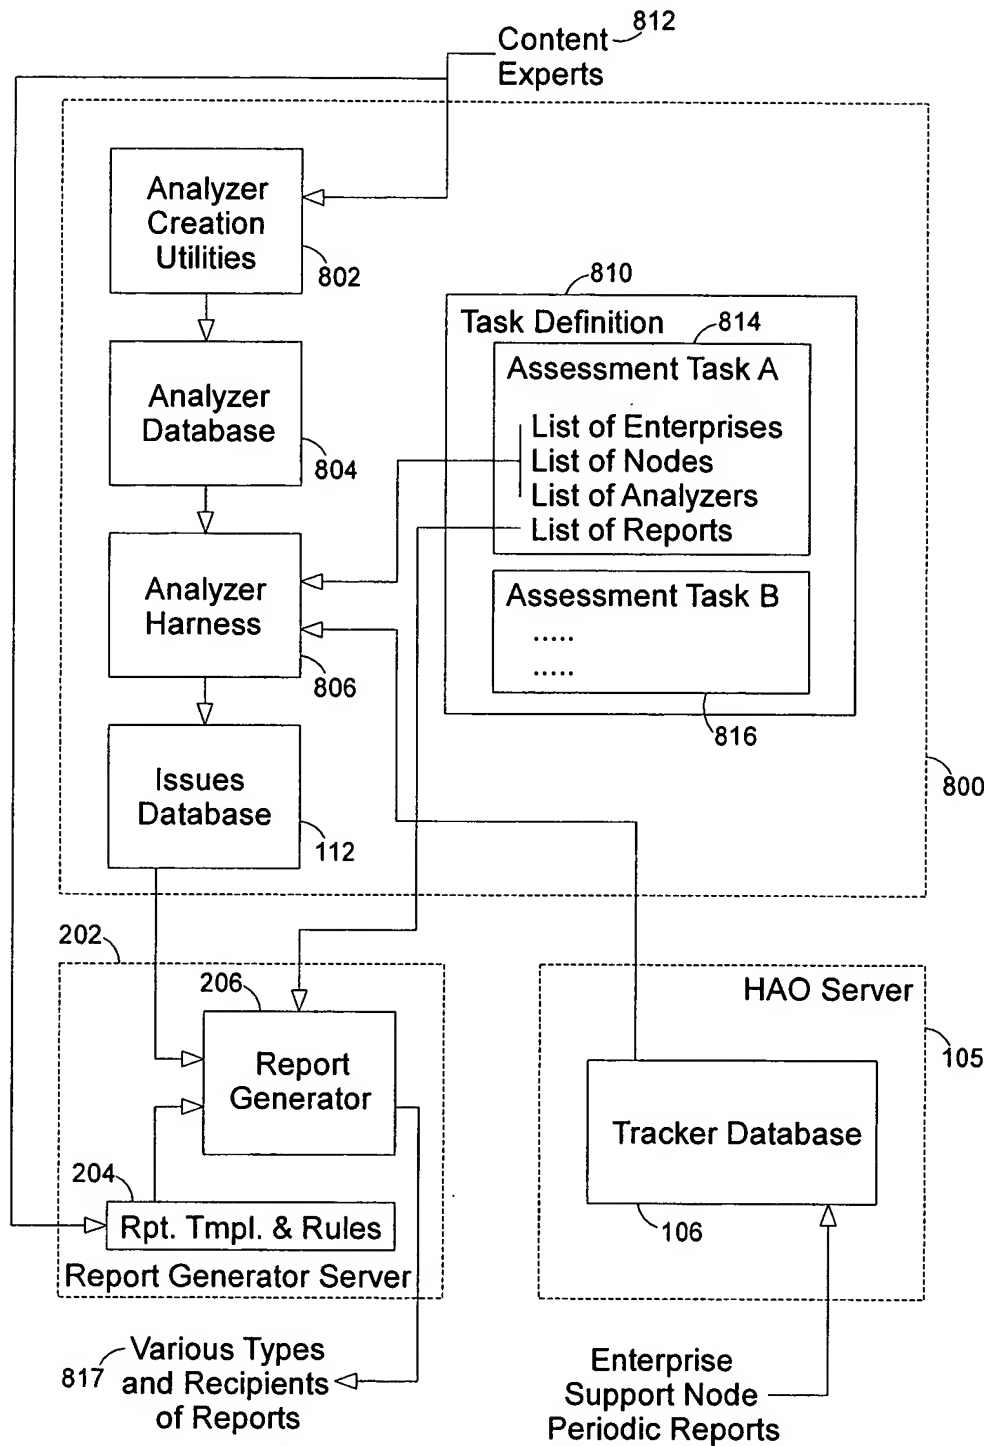 Content 812
Experts
Analyzer
Creation
Utilities
802
810
Task Definition
814
Assessment Task A
List of Enterprises
List of Nodes
List of Analyzers
List of Reports
Analyzer
Database
804
Analyzer
Harness
806
Assessment Task B
.....
.....
816
Issues
Database
112
800
202
206
Report
Generator
204
Rpt. Tmpl. & Rules
Report Generator Server
HAO Server
105
Tracker Database
106
817 Various Types
and Recipients
of Reports
Enterprise
Support Node
Periodic Reports